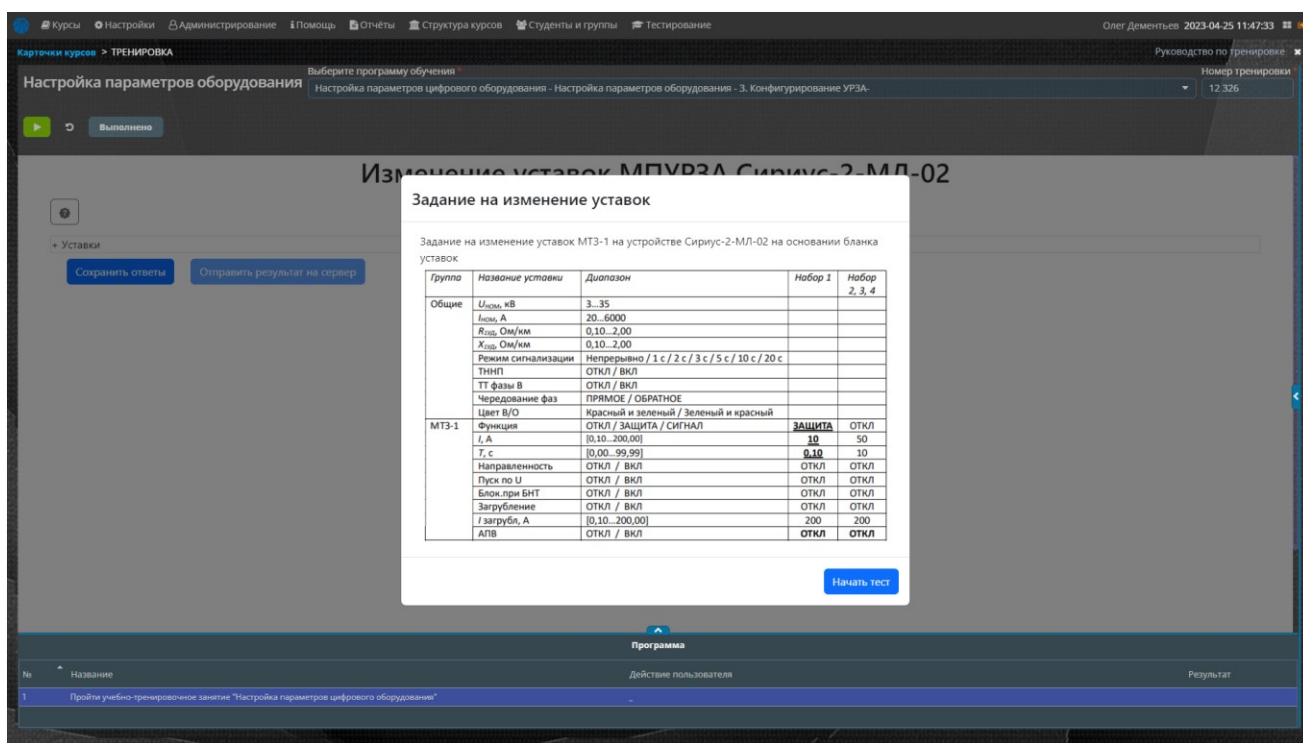 Курсы Настройки Администрирование Помощь Отчёты Структура курсов Студенты и группы Тестирование Олег Дементьев 2023-04-25 11:47:33
Карточки курсов > ТРЕНИРОВКА Руководство по тренировке
Настройка параметров оборудования
Выберите программу обучения *
Настройка параметров цифрового оборудования - Настройка параметров оборудования - 3. Конфигурирование УРЗА-
Номер тренировки *
12 326
Выполнено
Изменение уставок МПУРЗА Сириус-2-МЛ-02
+ Уставки
Сохранить ответы Отправить результат на сервер
Задание на изменение уставок
Задание на изменение уставок МТЗ-1 на устройстве Сириус-2-МЛ-02 на основании бланка
уставок
Группа Название уставки Диапазон Набор 1 Набор 2, 3, 4
Общие Uном, кВ 3...35
Iном, А 20...6000
Rуд, Ом/км 0,10...2,00
Xуд, Ом/км 0,10...2,00
Режим сигнализации Непрерывно / 1 с / 2 с / 3 с / 5 с / 10 с / 20 с
ТННП ОТКЛ / ВКЛ
ТТ фазы В ОТКЛ / ВКЛ
Чередование фаз ПРЯМОЕ / ОБРАТНОЕ
Цвет В/О Красный и зеленый / Зеленый и красный
МТЗ-1 Функция ОТКЛ / ЗАЩИТА / СИГНАЛ ЗАЩИТА ОТКЛ
I, А [0,10...200,00] 10 50
T, с [0,00...99,99] 0,10 10
Направленность ОТКЛ / ВКЛ ОТКЛ ОТКЛ
Пуск по U ОТКЛ / ВКЛ ОТКЛ ОТКЛ
Блок.при БНТ ОТКЛ / ВКЛ ОТКЛ ОТКЛ
Загрубление ОТКЛ / ВКЛ ОТКЛ ОТКЛ
I загрубл, А [0,10...200,00] 200 200
АПВ ОТКЛ / ВКЛ ОТКЛ ОТКЛ
Начать тест
Программа
№ Название Действие пользователя Результат
1 Пройти учебно-тренировочное занятие "Настройка параметров цифрового оборудования" _